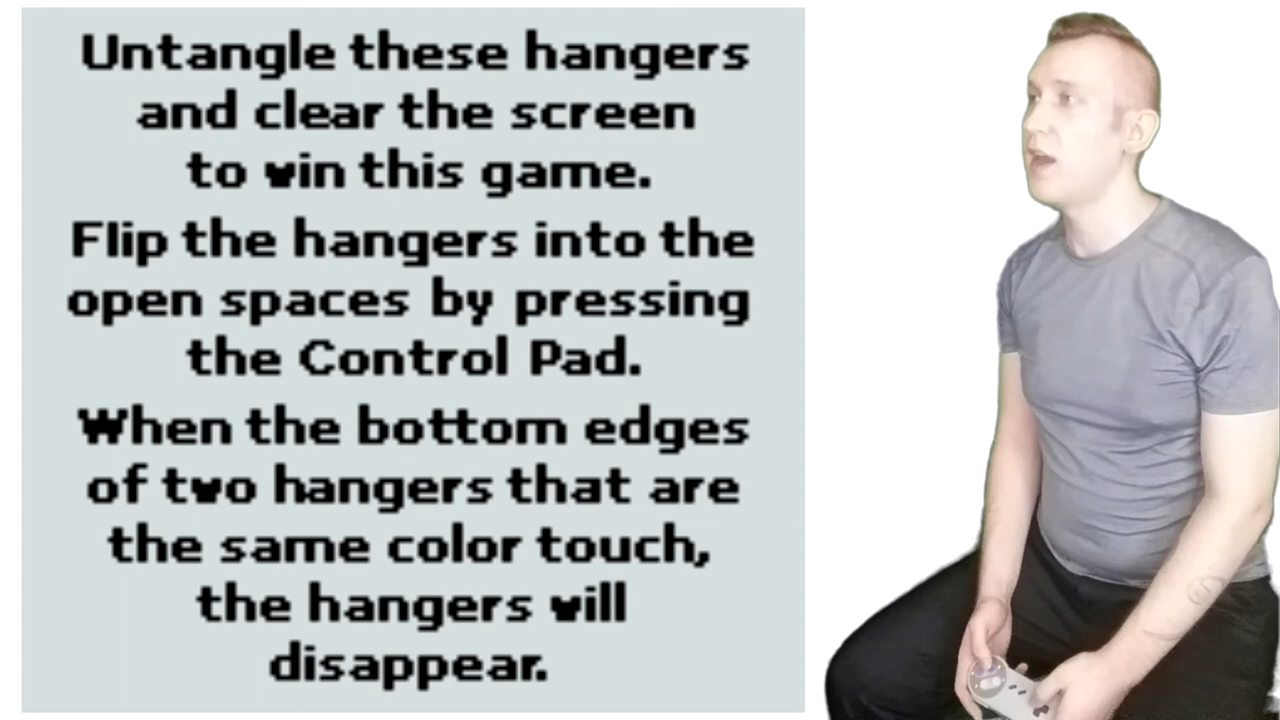 Untangle these hangers
and clear the screen
to win this game.
Flip the hangers into the
open spaces by pressing
the Control Pad.
When the bottom edges
of two hangers that are
the same color touch,
the hangers will
disappear.